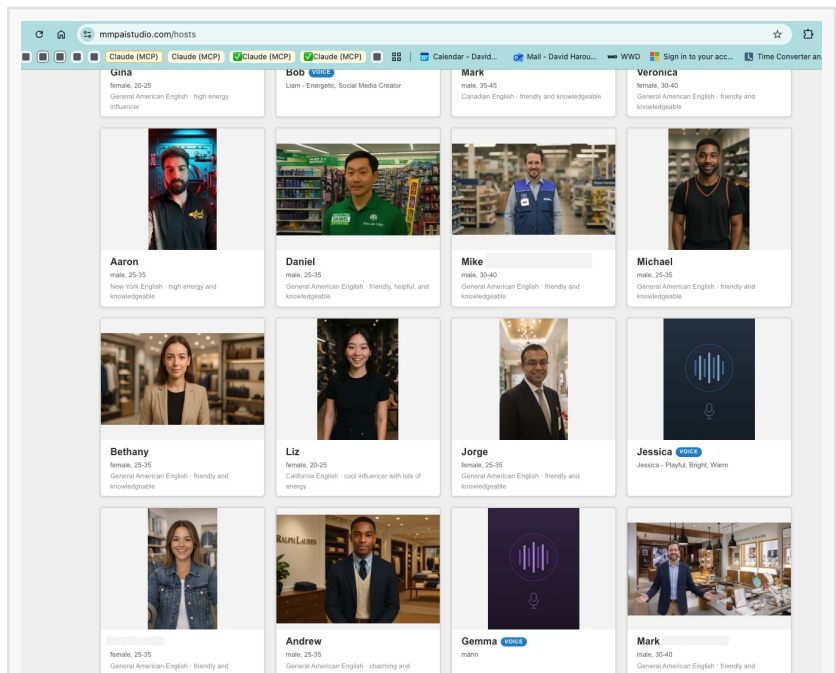 mmpaistudio.com/hosts
Claude (MCP) Claude (MCP) ✅Claude (MCP) ✅Claude (MCP) Calendar - David... Mail - David Harou... WWD Sign in to your acc... Time Converter an
Gina
female, 20-25
General American English · high energy
influencer
Bob VOICE
Liam - Energetic, Social Media Creator
Mark
male, 35-45
Canadian English · friendly and knowledgeable
Veronica
female, 30-40
General American English · friendly and
knowledgeable
Aaron
male, 25-35
New York English · high energy and
knowledgeable
DANIEL
Daniel
male, 25-35
General American English · friendly, helpful, and
knowledgeable
Mike
male, 30-40
General American English · friendly and
knowledgeable
Michael
male, 25-35
General American English · friendly and
knowledgeable
Bethany
female, 25-35
General American English · friendly and
knowledgeable
Liz
female, 20-25
California English · cool influencer with lots of
energy
Jorge
female, 25-35
General American English · friendly and
knowledgeable
Jessica VOICE
Jessica - Playful, Bright, Warm
female, 25-35
General American English · friendly and
RALPH LAUREN
Andrew
male, 25-35
General American English · charming and
Gemma VOICE
marin
Mark
male, 30-40
General American English · friendly and